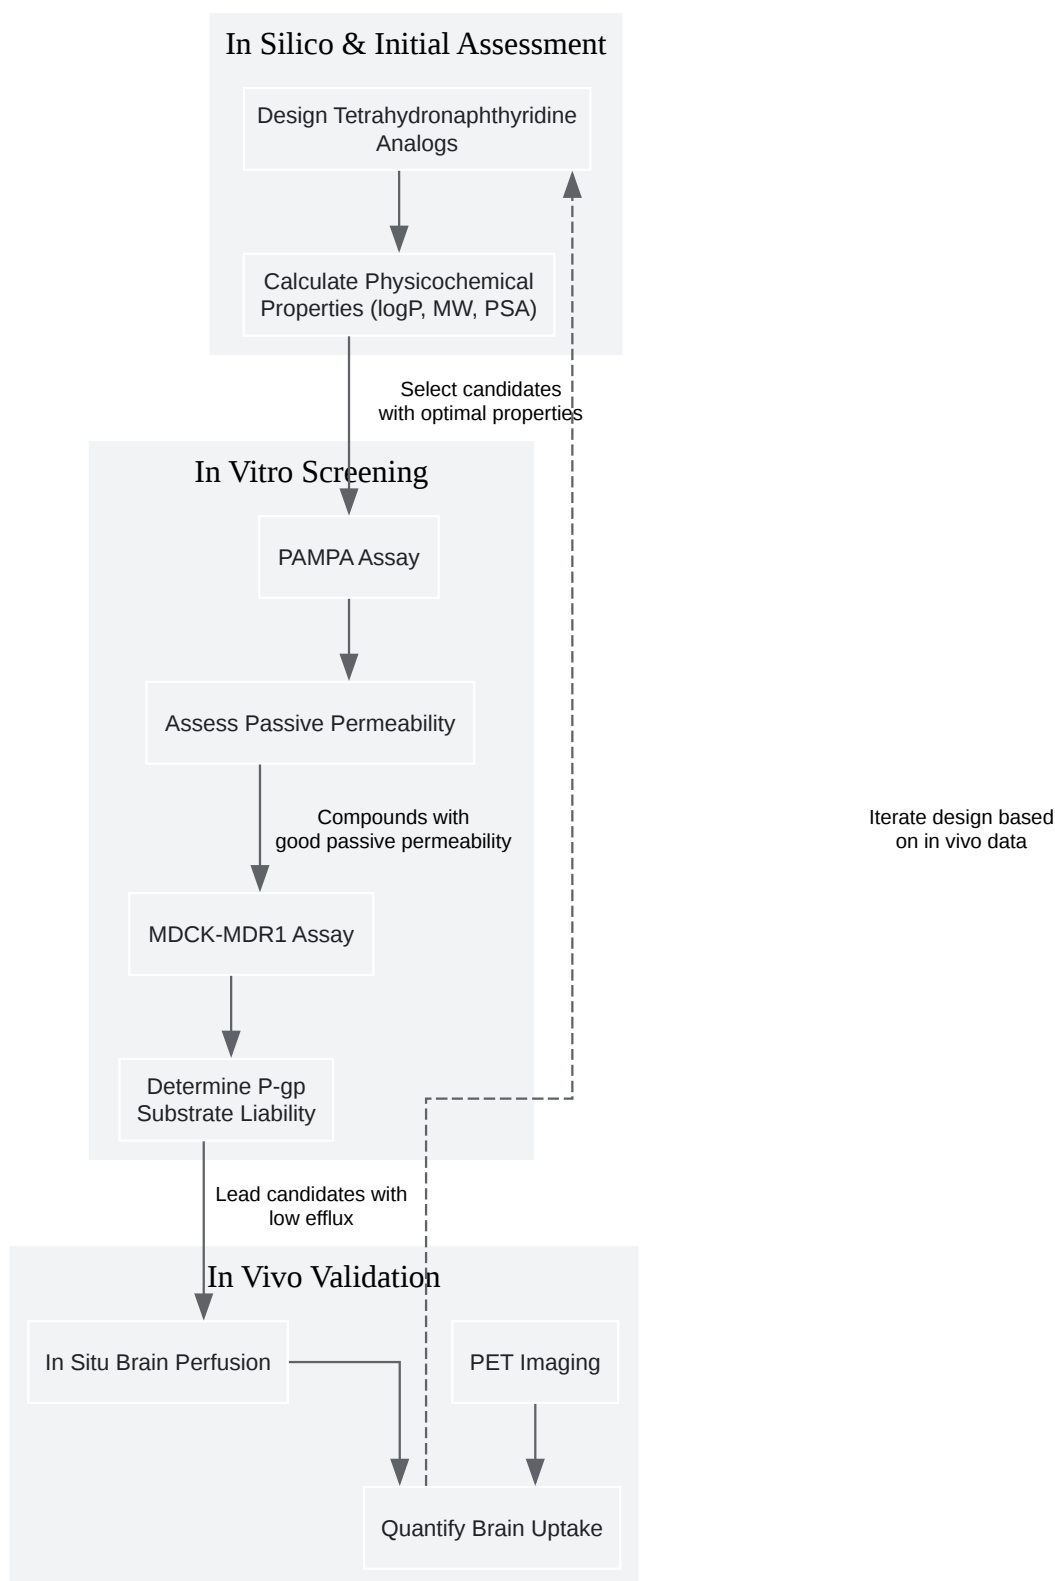 In Silico & Initial Assessment
Design Tetrahydronaphthyridine
Analogs
Calculate Physicochemical
Properties (logP, MW, PSA)
Select candidates
with optimal properties
In Vitro Screening
PAMPA Assay
Assess Passive Permeability
Compounds with
good passive permeability
Iterate design based
on in vivo data
MDCK-MDR1 Assay
Determine P-gp
Substrate Liability
Lead candidates with
low efflux
In Vivo Validation
In Situ Brain Perfusion
PET Imaging
Quantify Brain Uptake